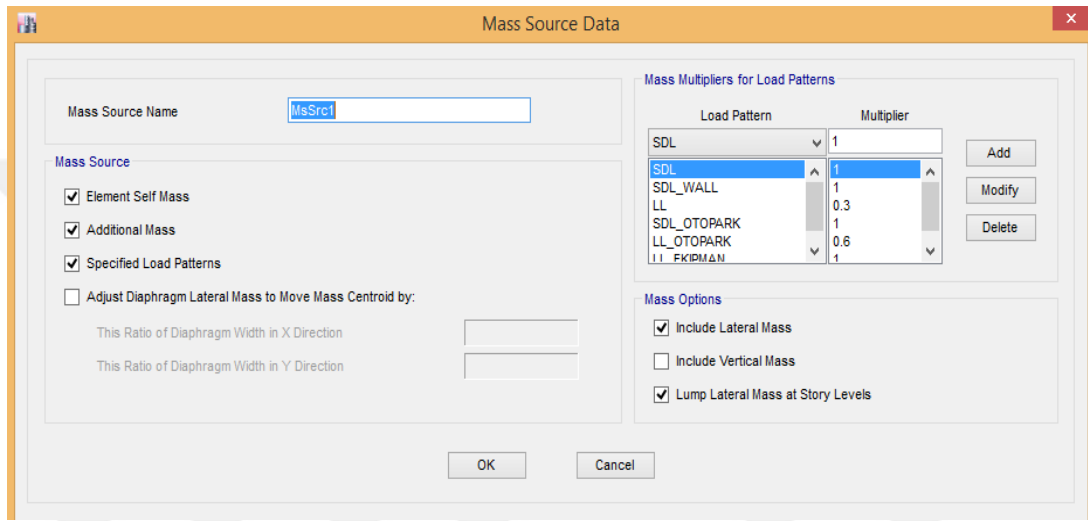 Mass Source Data
x
Mass Source Name
MsSrc1
Mass Source
Element Self Mass
Additional Mass
Specified Load Patterns
Adjust Diaphragm Lateral Mass to Move Mass Centroid by:
This Ratio of Diaphragm Width in X Direction
This Ratio of Diaphragm Width in Y Direction
Mass Multipliers for Load Patterns
Load Pattern Multiplier
SDL 1
SDL 1
SDL_WALL 1
LL 0.3
SDL_OTOPARK 1
LL_OTOPARK 0.6
LL_EKIPMAN 1
Add
Modify
Delete
Mass Options
Include Lateral Mass
Include Vertical Mass
Lump Lateral Mass at Story Levels
OK Cancel